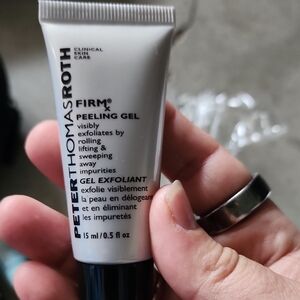 PETERTHOMASROTH
CLINICAL
SKIN
CARE
FIRMx®
PEELING GEL
visibly
exfoliates by
rolling
lifting &
sweeping
away
impurities
GEL EXFOLIANT
exfolie visiblement
la peau en délogeant
et en éliminant
les impuretés
15 ml / 0.5 fl oz